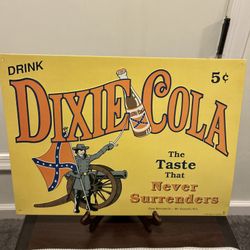 DRINK
DIXIE COLA
5¢
The
Taste
That
Never
Surrenders